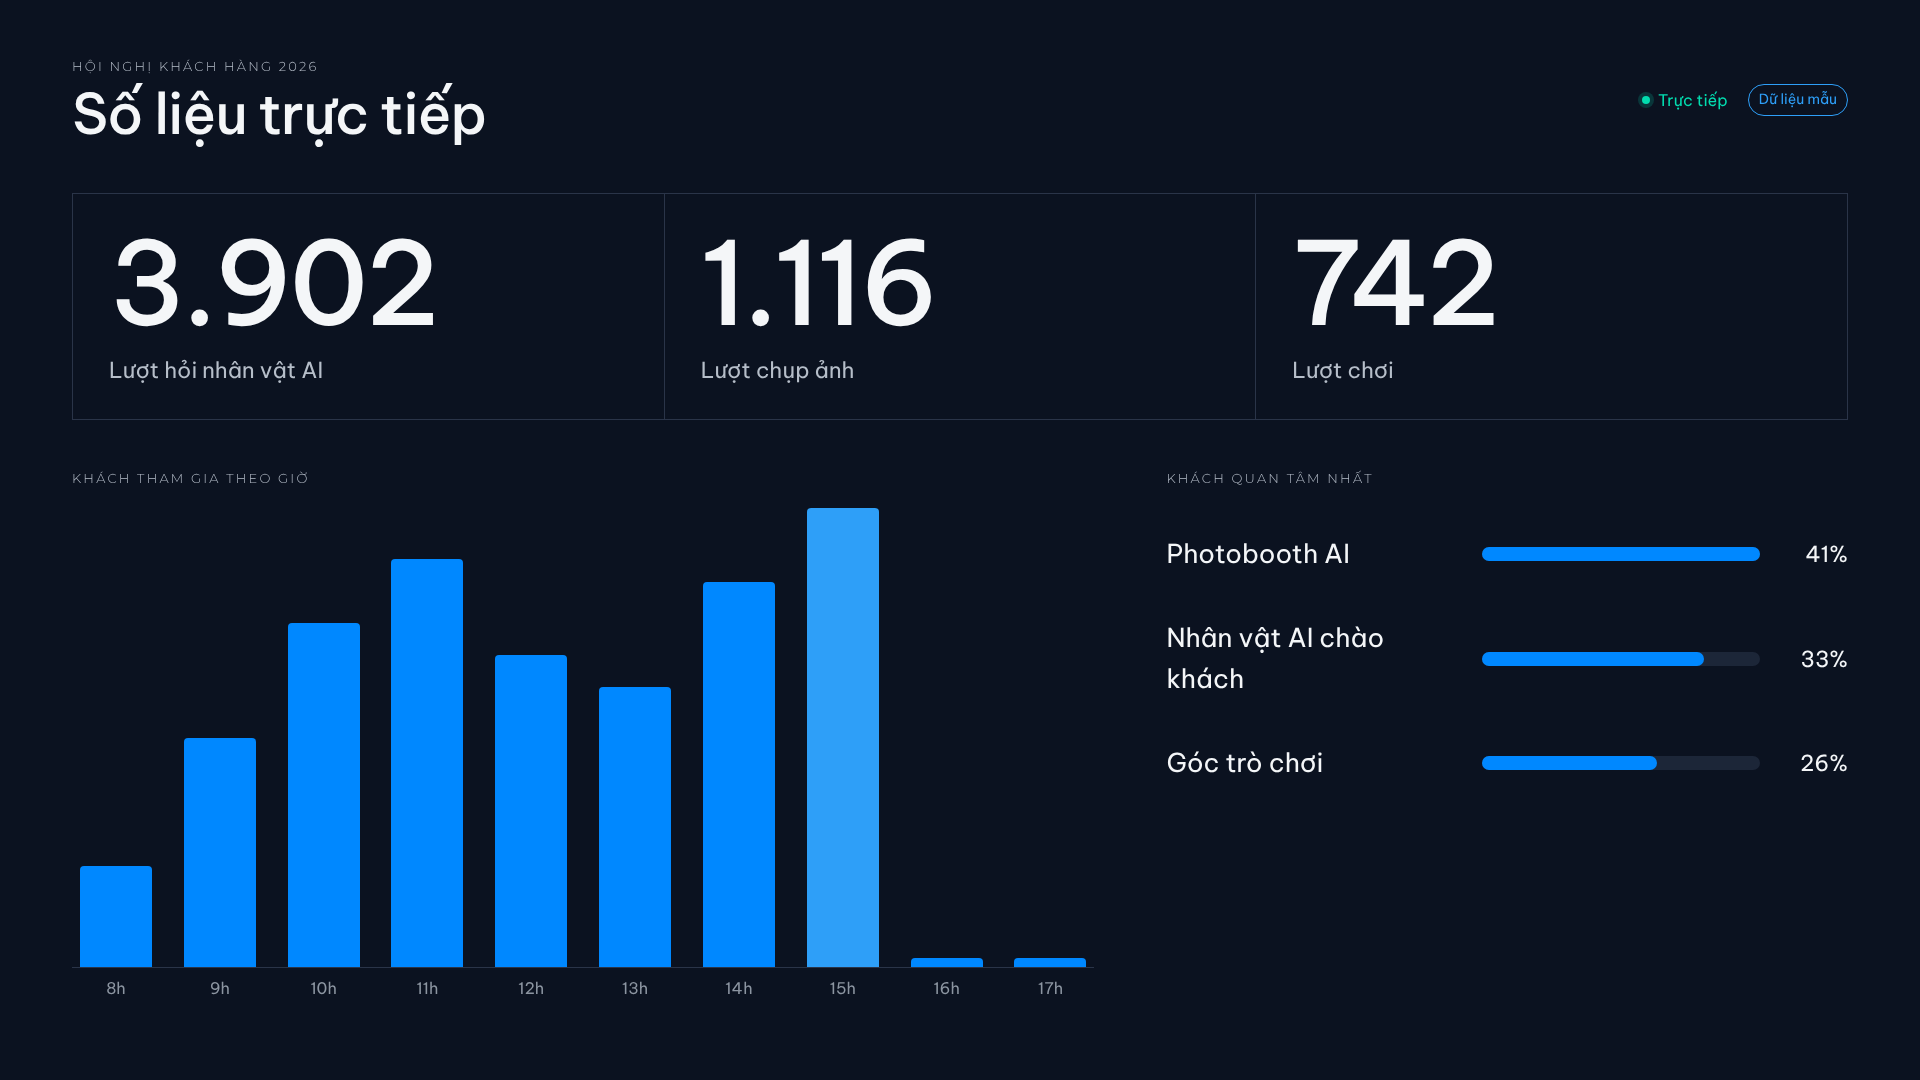 HỘI NGHỊ KHÁCH HÀNG 2026
Số liệu trực tiếp
Trực tiếp
Dữ liệu mẫu
3.902
Lượt hỏi nhân vật AI
1.116
Lượt chụp ảnh
742
Lượt chơi
KHÁCH THAM GIA THEO GIỜ
8h
9h
10h
11h
12h
13h
14h
15h
16h
17h
KHÁCH QUAN TÂM NHẤT
Photobooth AI
41%
Nhân vật AI chào
khách
33%
Góc trò chơi
26%